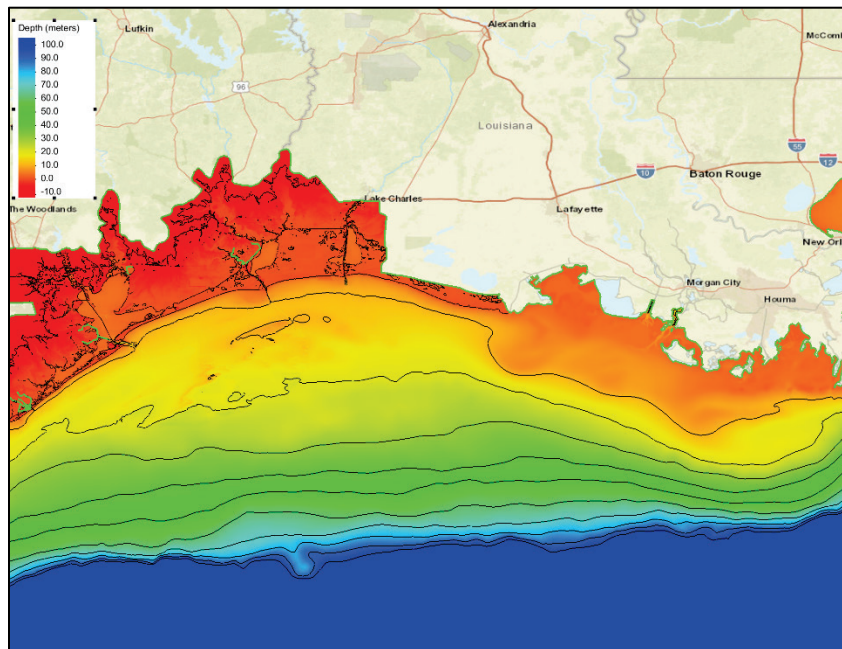 Depth (meters)
100.0
90.0
80.0
70.0
60.0
50.0
40.0
30.0
20.0
10.0
0.0
-10.0
Lufkin
Alexandria
McComb
96
Louisiana
55
12
10
Baton Rouge
The Woodlands
Lake Charles
Lafayette
New Orl
Morgan City
Houma